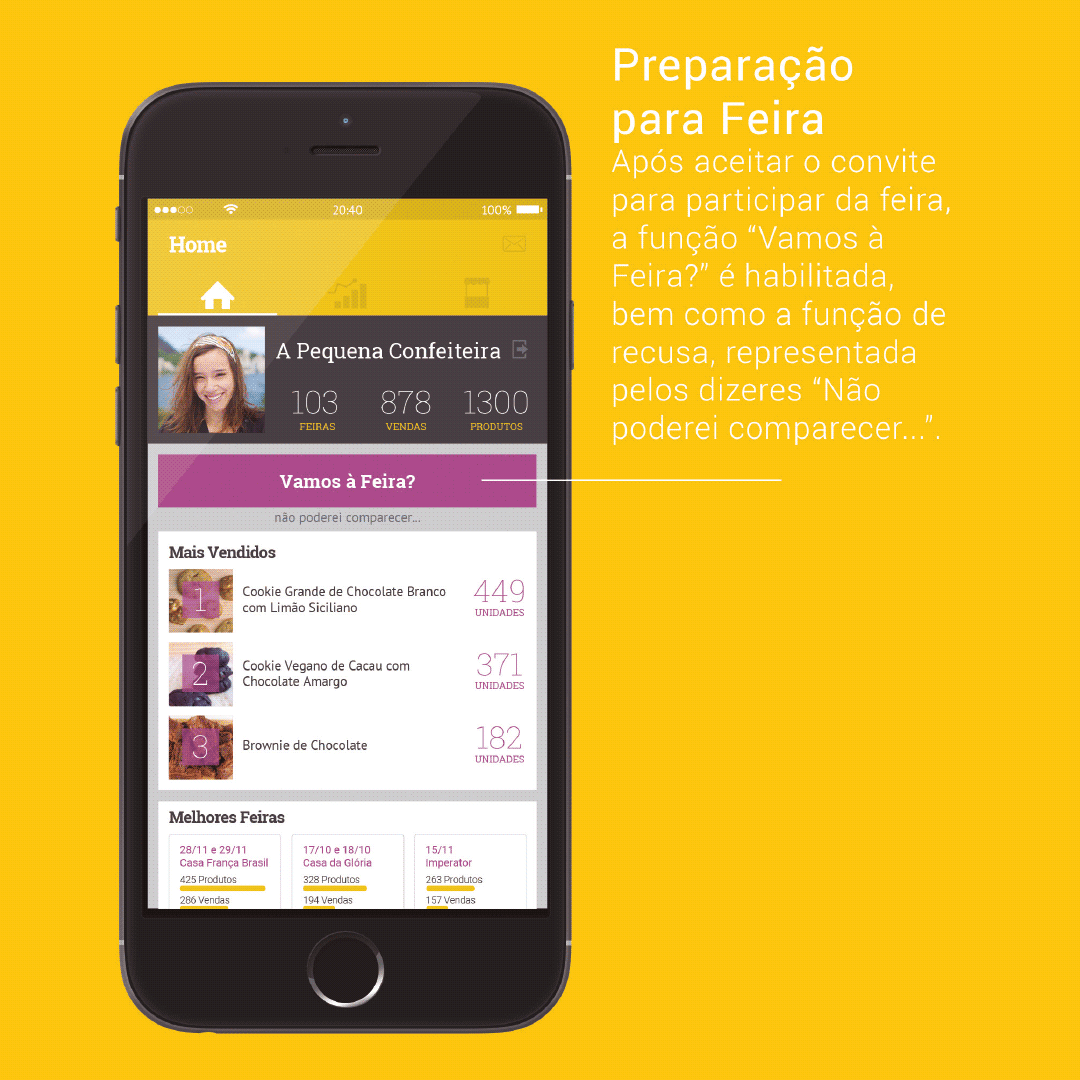 Preparação
para Feira
Após aceitar o convite
para participar da feira,
a função “Vamos à
Feira?” é habilitada,
bem como a função de
recusa, representada
pelos dizeres “Não
poderei comparecer...”.
20:40 100%
Home
A Pequena Confeiteira
103 878 1300
FEIRAS VENDAS PRODUTOS
Vamos à Feira?
não poderei comparecer...
Mais Vendidos
1 Cookie Grande de Chocolate Branco 449
com Limão Siciliano UNIDADES
2 Cookie Vegano de Cacau com 371
Chocolate Amargo UNIDADES
3 Brownie de Chocolate 182
UNIDADES
Melhores Feiras
28/11 e 29/11 17/10 e 18/10 15/11
Casa França Brasil Casa da Glória Imperator
425 Produtos 328 Produtos 263 Produtos
286 Vendas 194 Vendas 157 Vendas